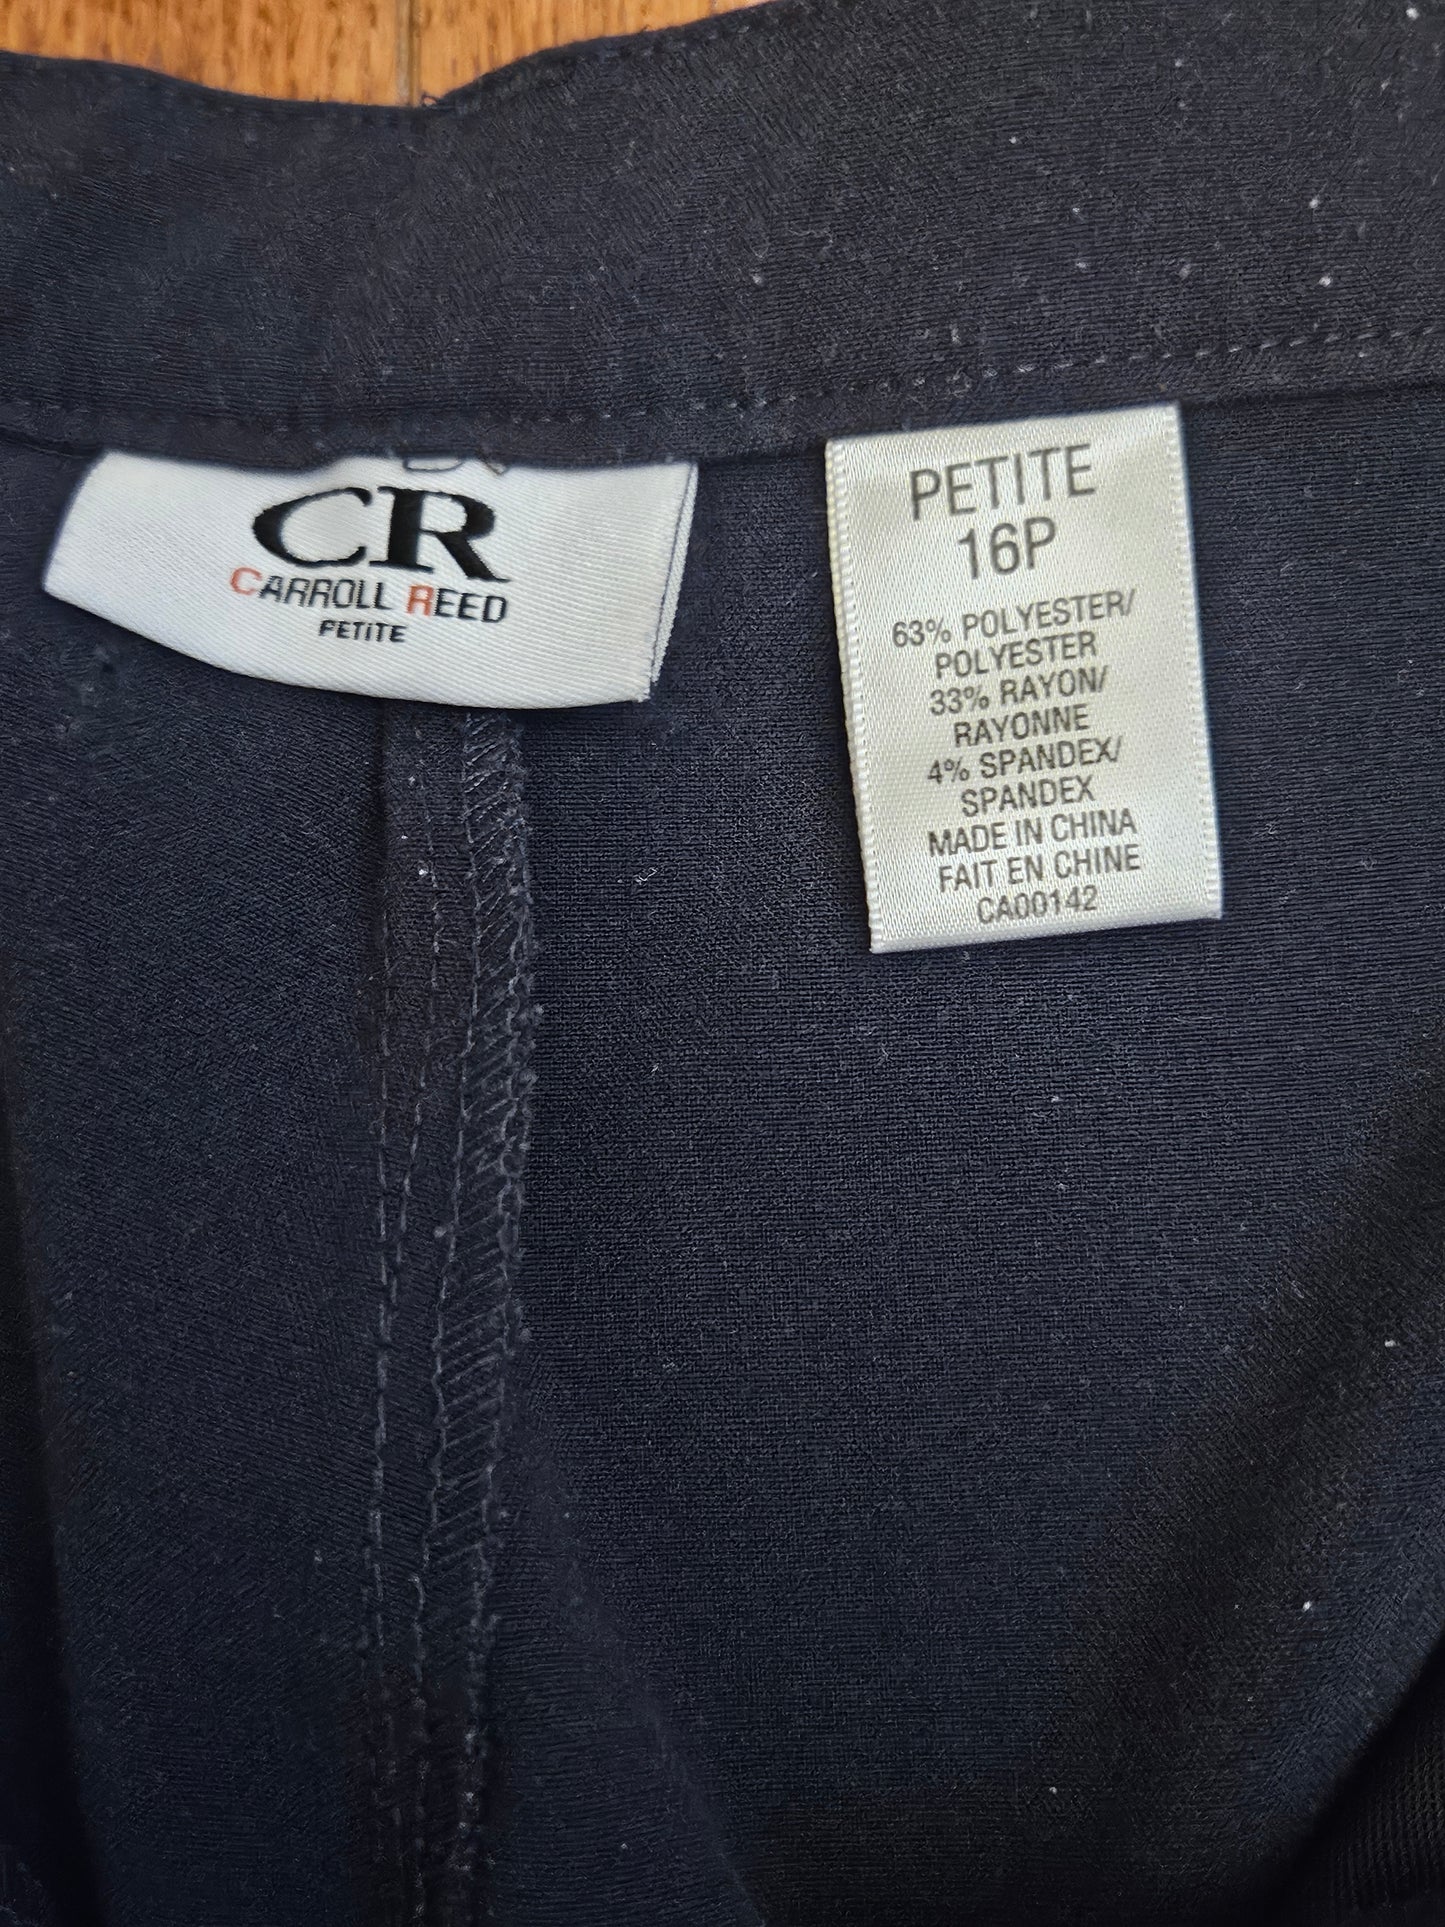 CR
CARROLL REED
PETITE
PETITE
16P
63% POLYESTER/
POLYESTER
33% RAYON/
RAYONNE
4% SPANDEX/
SPANDEX
MADE IN CHINA
FAIT EN CHINE
CA00142